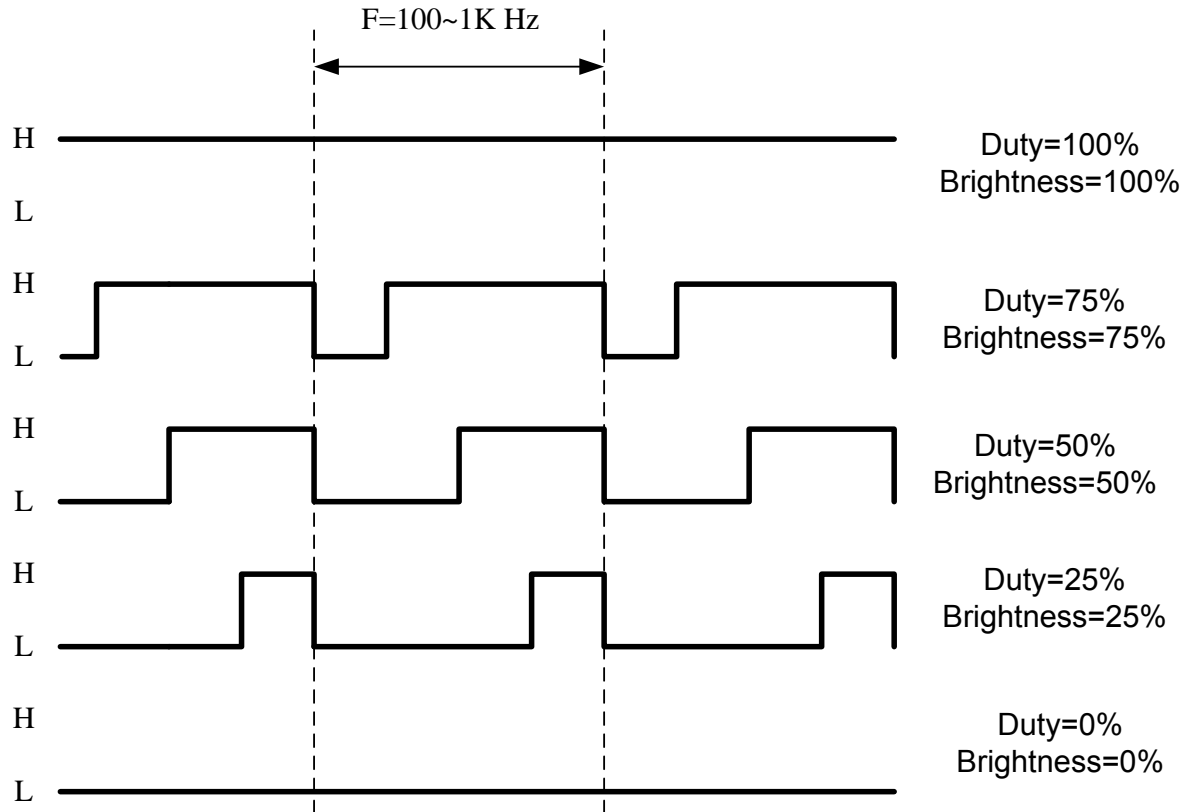 F=100~1K Hz
H
L
Duty=100%
Brightness=100%
H
L
Duty=75%
Brightness=75%
H
L
Duty=50%
Brightness=50%
H
L
Duty=25%
Brightness=25%
H
L
Duty=0%
Brightness=0%